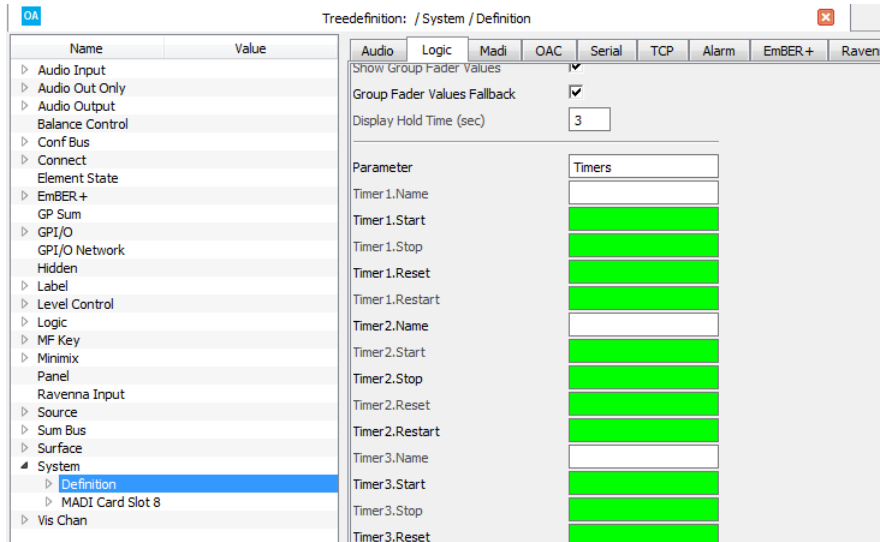 OA
Treedefinition: / System / Definition
Name Value
Audio Input
Audio Out Only
Audio Output
Balance Control
Conf Bus
Connect
Element State
EmBER+
GP Sum
GPI/O
GPI/O Network
Hidden
Label
Level Control
Logic
MF Key
Minimix
Panel
Ravenna Input
Source
Sum Bus
Surface
System
Definition
MADI Card Slot 8
Vis Chan
Audio Logic Madi OAC Serial TCP Alarm EmBER+ Raven
Show Group Fader Values
Group Fader Values Fallback
Display Hold Time (sec) 3
Parameter Timers
Timer1.Name
Timer1.Start
Timer1.Stop
Timer1.Reset
Timer1.Restart
Timer2.Name
Timer2.Start
Timer2.Stop
Timer2.Reset
Timer2.Restart
Timer3.Name
Timer3.Start
Timer3.Stop
Timer3.Reset